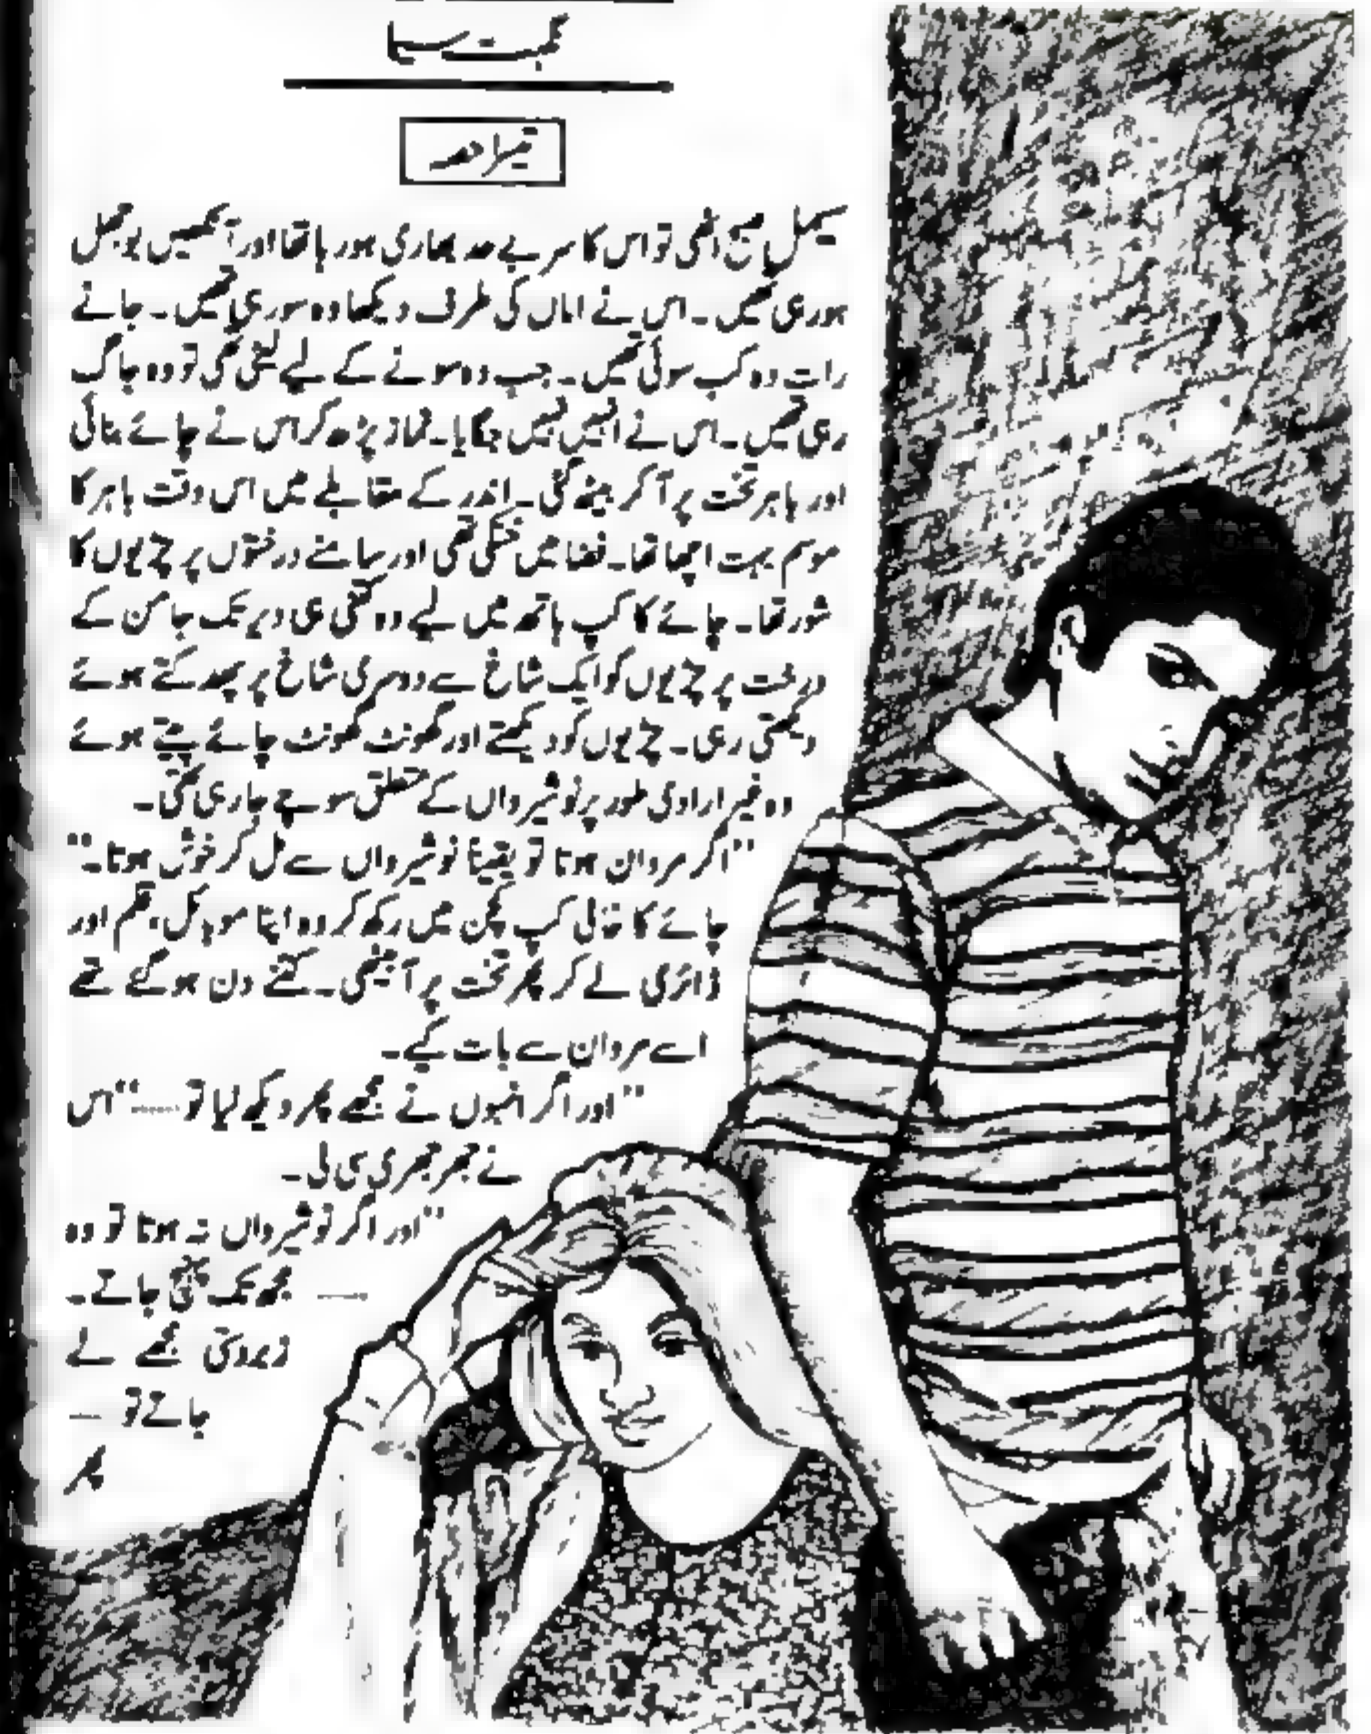 نگہت سیما
تیسرا حصہ
سیمل صبح اٹھی تو اس کا سر بے حد بھاری ہو رہا تھا اور آنکھیں بوجھل
ہو رہی تھیں۔ اس نے اماں کی طرف دیکھا وہ سو رہی تھیں۔ جانے
رات وہ کب سوئی تھیں۔ جب وہ سونے کے لیے لیٹی تھی تو وہ جاگ
رہی تھیں۔ اس نے انہیں نہیں جگایا۔ نماز پڑھ کر اس نے چائے بنائی
اور باہر تخت پر آ کر بیٹھ گئی۔ اندر کے مقابلے میں اس وقت باہر کا
موسم بہت اچھا تھا۔ فضا میں خنکی تھی اور سامنے درختوں پر چڑیوں کا
شور تھا۔ چائے کا کپ ہاتھ میں لیے وہ کتنی ہی دیر تک جامن کے
درخت پر چڑیوں کو ایک شاخ سے دوسری شاخ پر پھدکتے ہوئے
دیکھتی رہی۔ چڑیوں کو دیکھتے اور گھونٹ گھونٹ چائے پیتے ہوئے
وہ غیر ارادی طور پر نوشیرواں کے متعلق سوچے جا رہی تھی۔
"اگر مروان ہوتا تو یقیناً نوشیرواں سے مل کر خوش ہوتا۔"
چائے کا خالی کپ کچن میں رکھ کر وہ اپنا موبائل، قلم اور
ڈائری لے کر پھر تخت پر آ بیٹھی۔ کتنے دن ہو گئے تھے
اسے مروان سے بات کیے۔
"اور اگر انہوں نے مجھے پھر دیکھ لیا تو ......" اس
نے جھرجھری سی لی۔
"اور اگر نوشیرواں نہ ہوتا تو وہ
— مجھ تک پہنچ جاتے۔
زبردستی مجھے لے
جاتے تو —
پھر